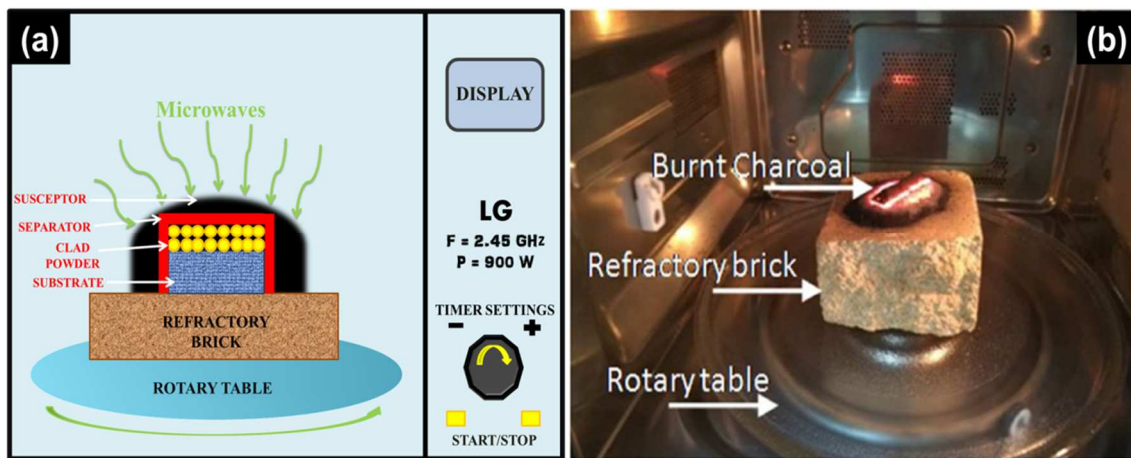 (a)
Microwaves
SUSCEPTOR
SEPARATOR
CLAD
POWDER
SUBSTRATE
REFRACTORY
BRICK
ROTARY TABLE
DISPLAY
LG
F = 2.45 GHz
P = 900 W
TIMER SETTINGS
− +
START/STOP
(b)
Burnt Charcoal
Refractory brick
Rotary table